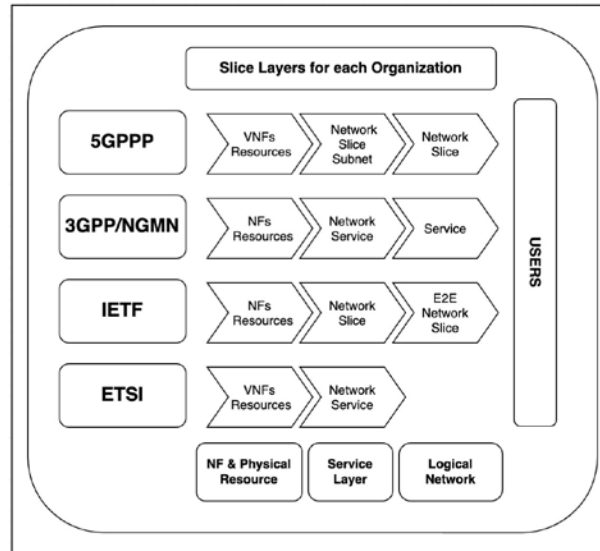 Slice Layers for each Organization
5GPPP
VNFs
Resources
Network
Slice
Subnet
Network
Slice
3GPP/NGMN
NFs
Resources
Network
Service
Service
IETF
NFs
Resources
Network
Slice
E2E
Network
Slice
ETSI
VNFs
Resources
Network
Service
USERS
NF & Physical
Resource
Service
Layer
Logical
Network